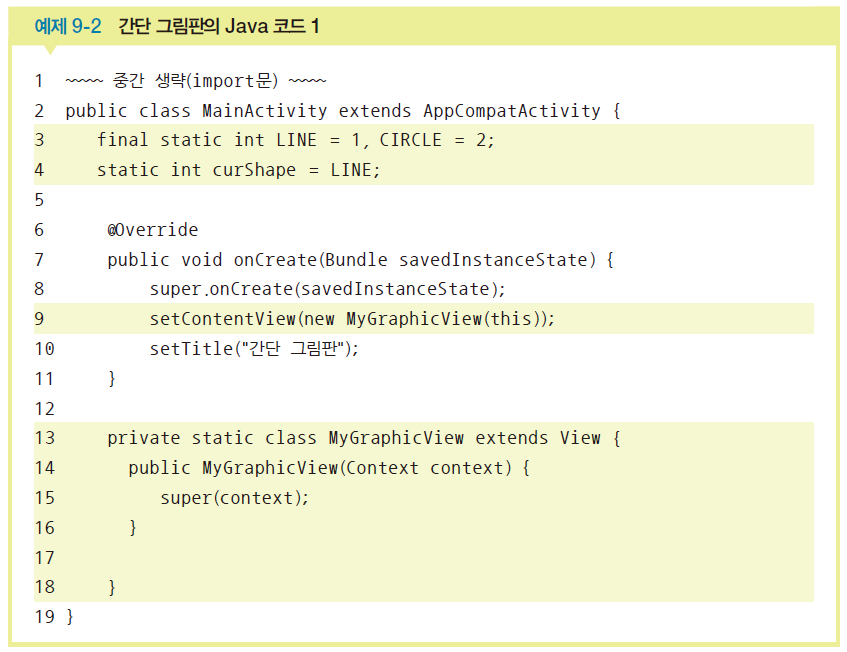 예제 9-2 간단 그림판의 Java 코드 1
1 ~~~~ 중간 생략(import문) ~~~~
2 public class MainActivity extends AppCompatActivity {
3 final static int LINE = 1, CIRCLE = 2;
4 static int curShape = LINE;
5
6 @Override
7 public void onCreate(Bundle savedInstanceState) {
8 super.onCreate(savedInstanceState);
9 setContentView(new MyGraphicView(this));
10 setTitle("간단 그림판");
11 }
12
13 private static class MyGraphicView extends View {
14 public MyGraphicView(Context context) {
15 super(context);
16 }
17
18 }
19 }